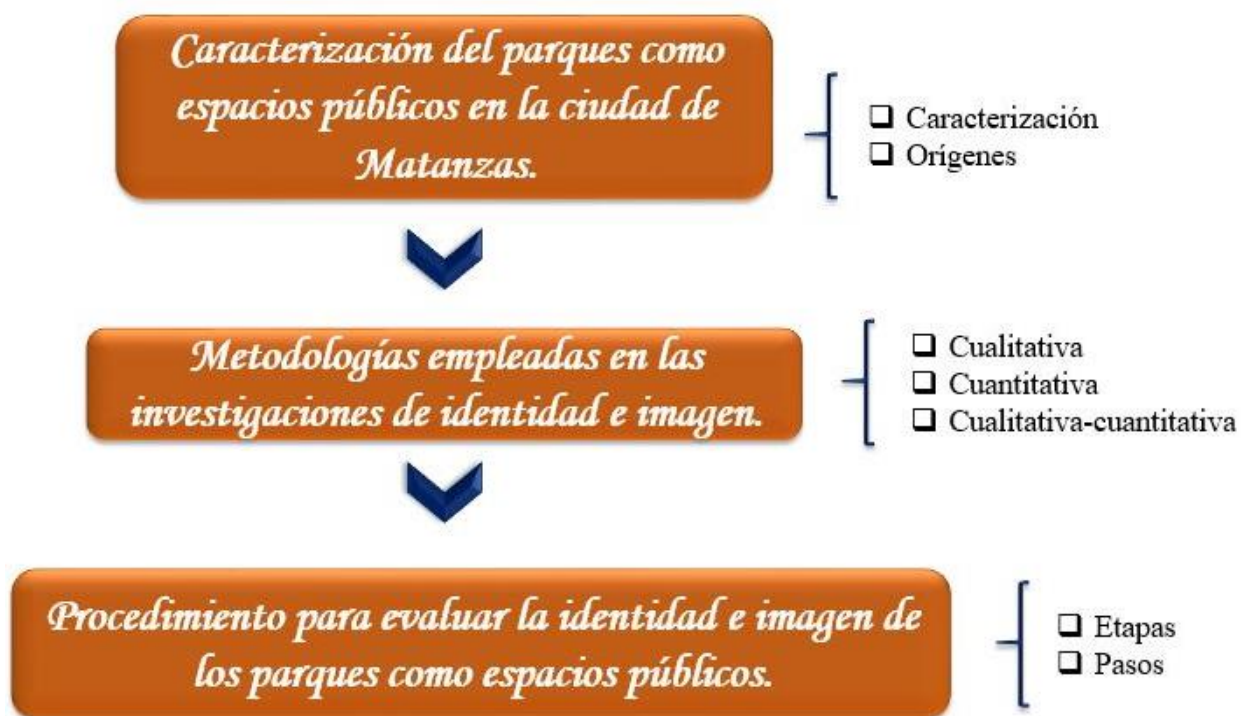 Caracterización del parques como
espacios públicos en la ciudad de
Matanzas.
Caracterización
Orígenes
Metodologías empleadas en las
investigaciones de identidad e imagen.
Cualitativa
Cuantitativa
Cualitativa-cuantitativa
Procedimiento para evaluar la identidad e imagen de
los parques como espacios públicos.
Etapas
Pasos